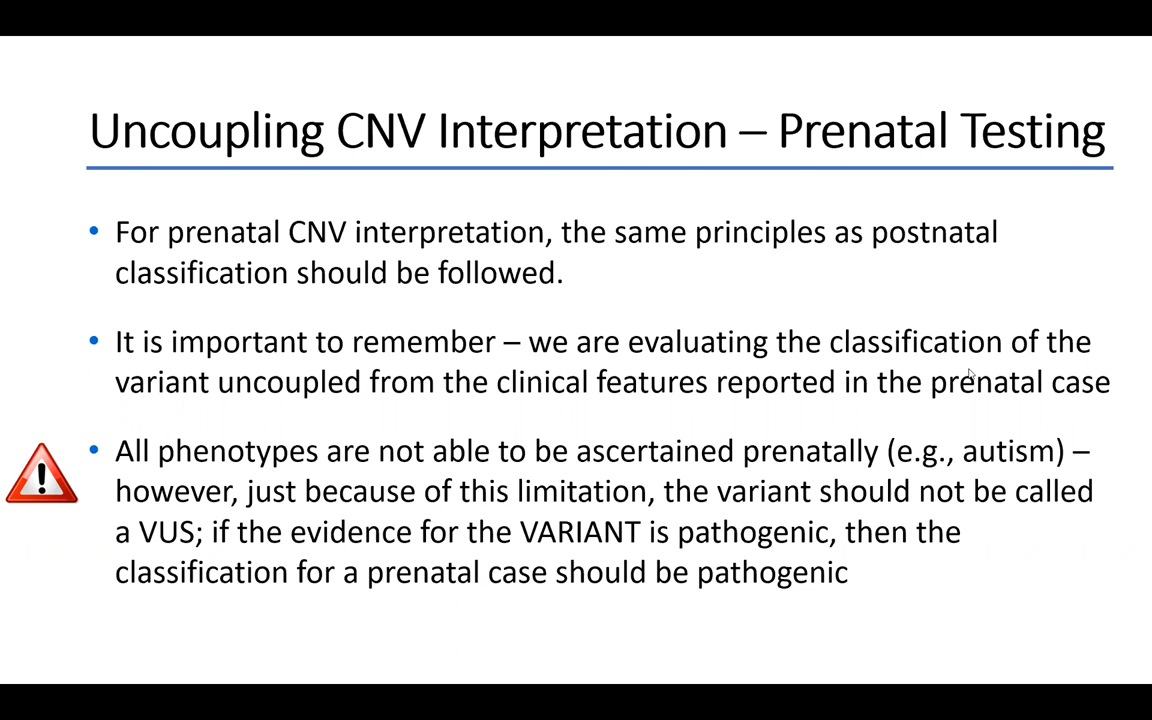 Uncoupling CNV Interpretation – Prenatal Testing
• For prenatal CNV interpretation, the same principles as postnatal
classification should be followed.
• It is important to remember – we are evaluating the classification of the
variant uncoupled from the clinical features reported in the prenatal case
• All phenotypes are not able to be ascertained prenatally (e.g., autism) –
however, just because of this limitation, the variant should not be called
a VUS; if the evidence for the VARIANT is pathogenic, then the
classification for a prenatal case should be pathogenic